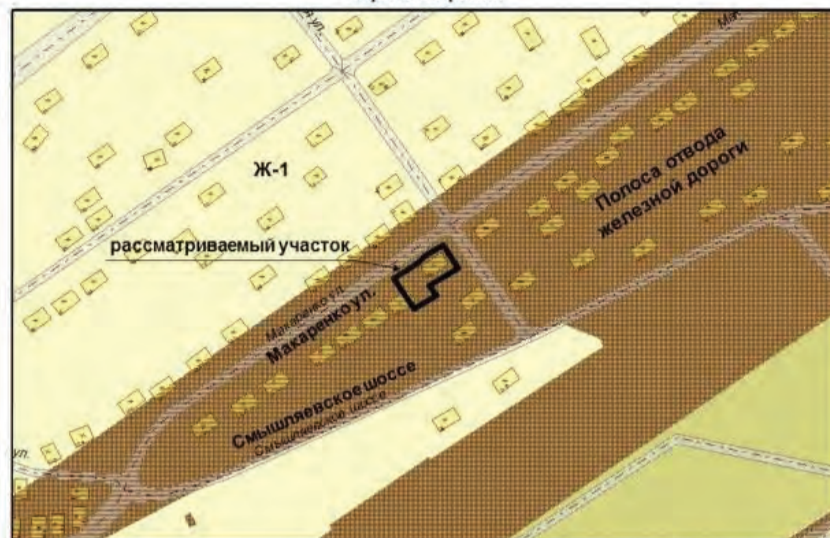 Ж-1
рассматриваемый участок
Полоса отвода
железной дороги
Макаренко ул.
Макаренко ул.
Смышляевское шоссе
Смышляевское шоссе
ул.